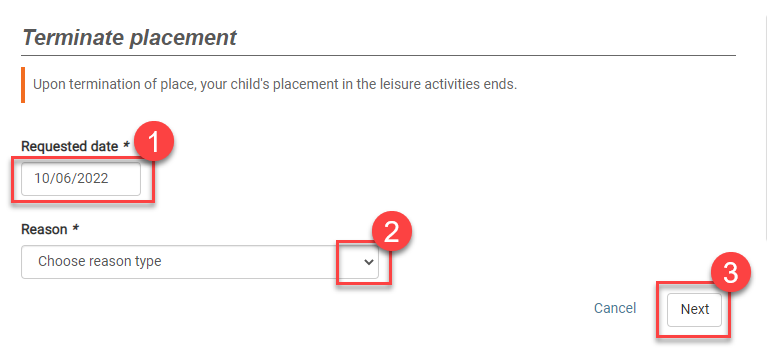 Terminate placement
Upon termination of place, your child's placement in the leisure activities ends.
Requested date *
1
10/06/2022
Reason *
2
Choose reason type
3
Cancel
Next